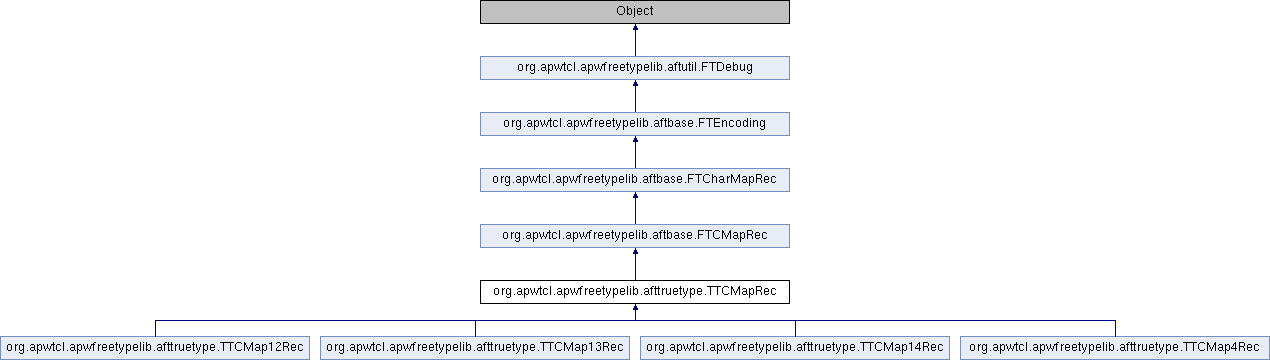 Object
org.apwtcl.apwfreetypelib.aftutil.FTDebug
org.apwtcl.apwfreetypelib.aftbase.FTEncoding
org.apwtcl.apwfreetypelib.aftbase.FTCharMapRec
org.apwtcl.apwfreetypelib.aftbase.FTCMapRec
org.apwtcl.apwfreetypelib.afttruetype.TTCMapRec
org.apwtcl.apwfreetypelib.afttruetype.TTCMap12Rec
org.apwtcl.apwfreetypelib.afttruetype.TTCMap13Rec
org.apwtcl.apwfreetypelib.afttruetype.TTCMap14Rec
org.apwtcl.apwfreetypelib.afttruetype.TTCMap4Rec